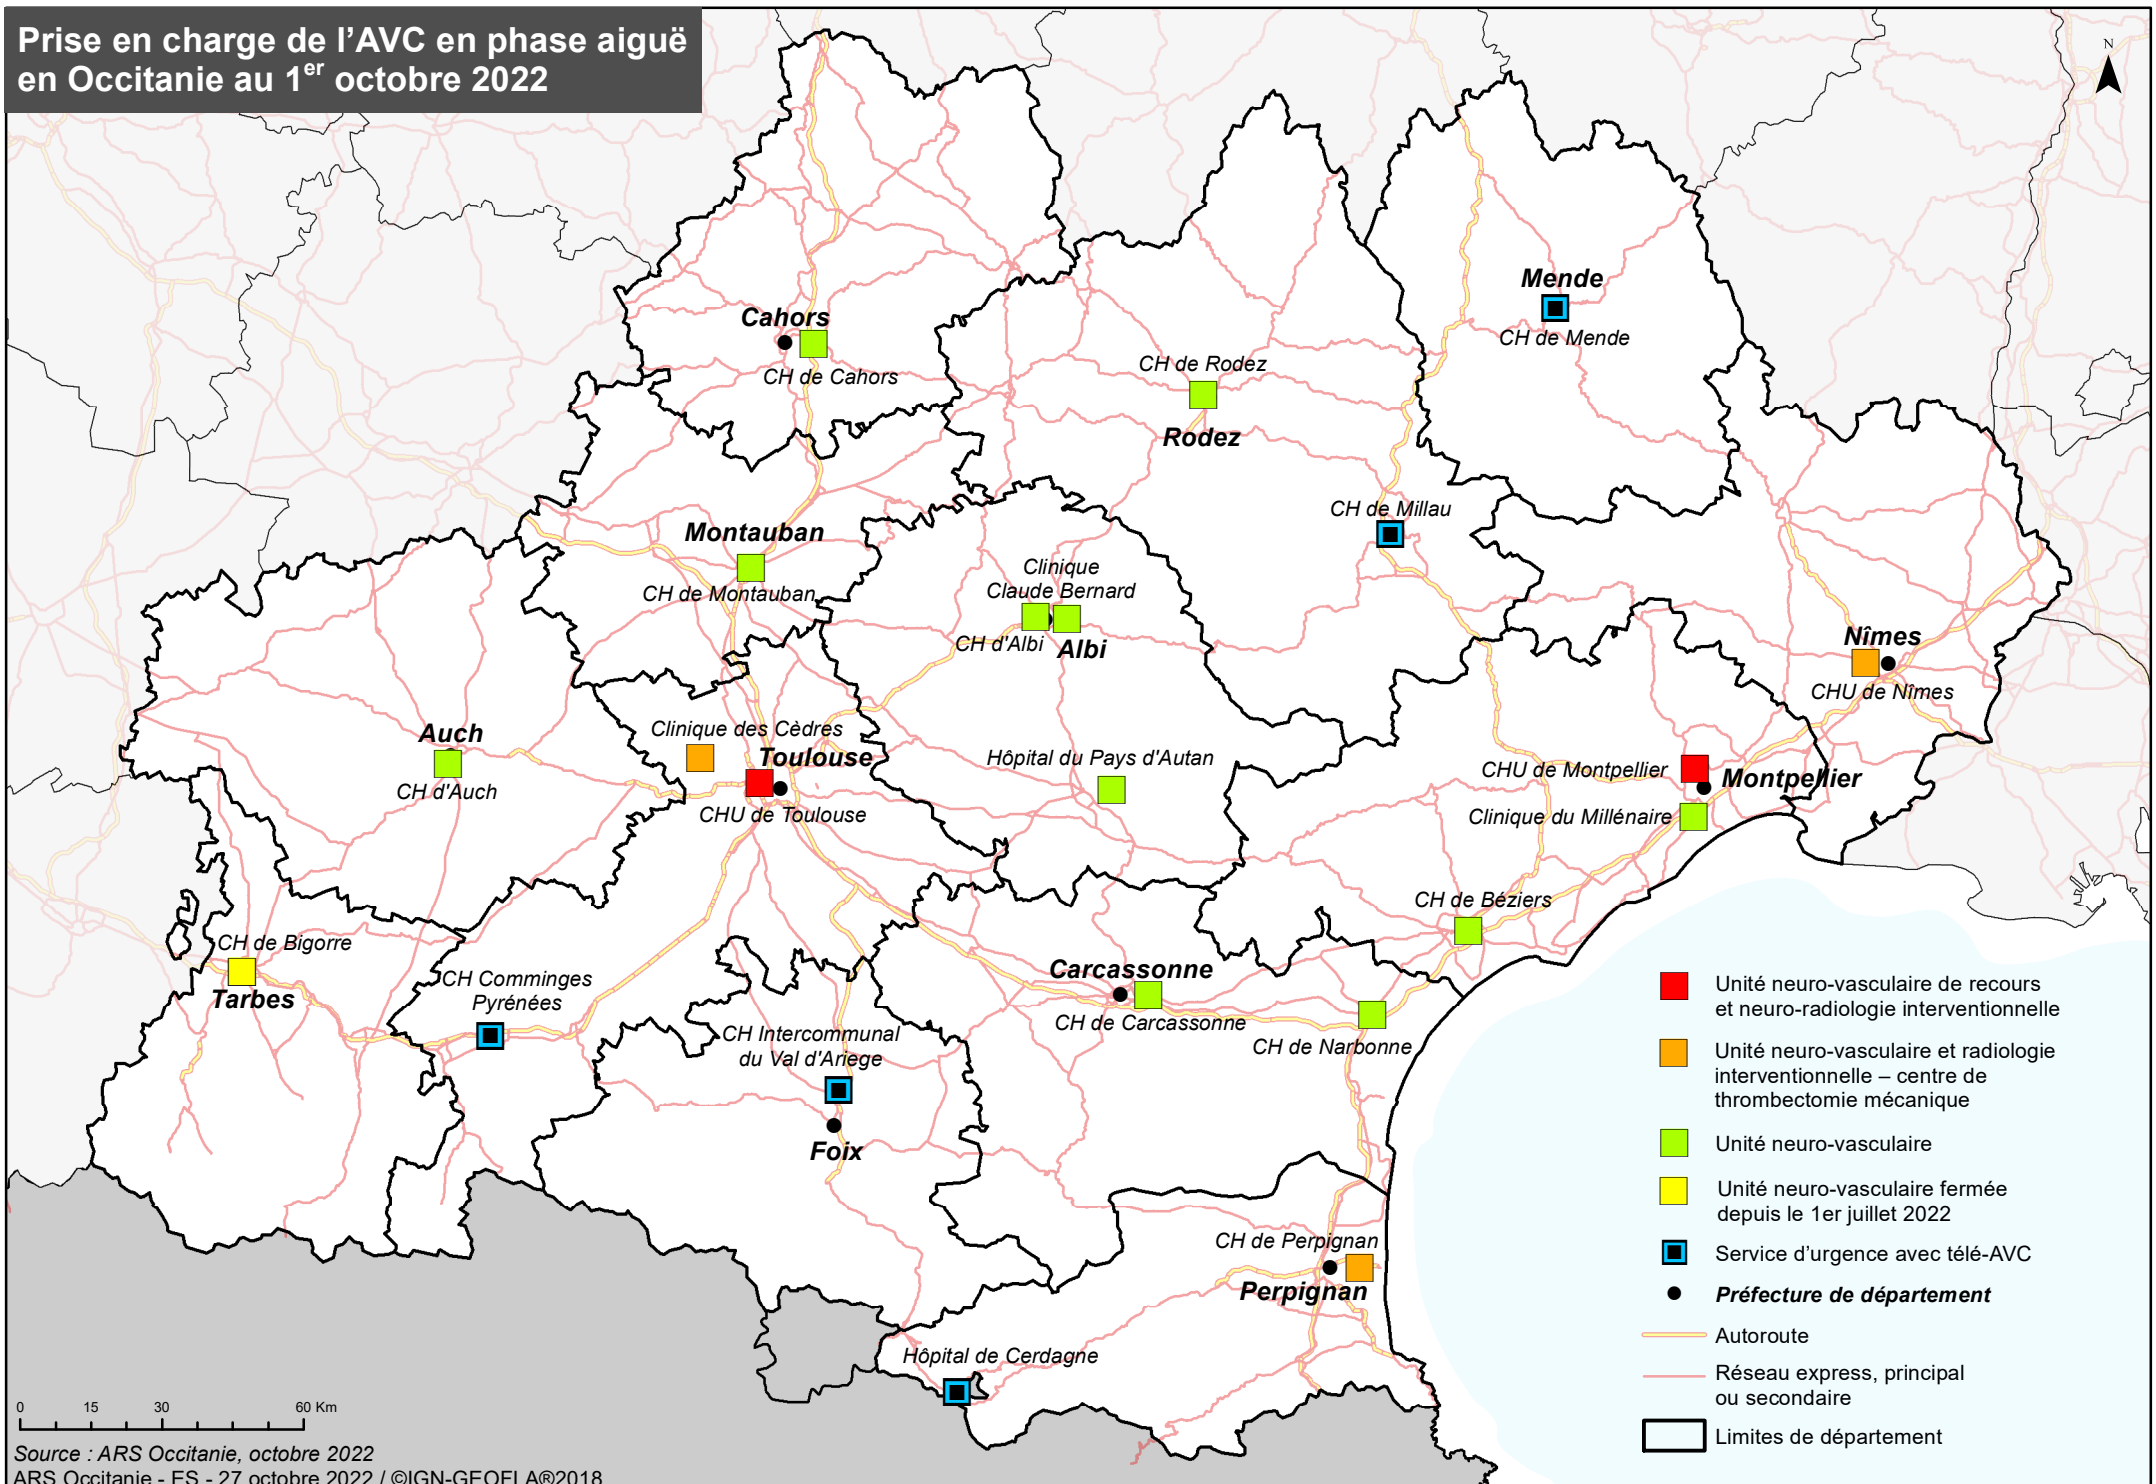 Prise en charge de l'AVC en phase aiguë
en Occitanie au 1er octobre 2022
N
Mende
CH de Mende
Cahors
CH de Cahors
CH de Rodez
Rodez
CH de Millau
Montauban
CH de Montauban
Clinique
Claude Bernard
CH d'Albi
Albi
Nîmes
CHU de Nîmes
Auch
CH d'Auch
Clinique des Cèdres
Toulouse
CHU de Toulouse
Hôpital du Pays d'Autan
CHU de Montpellier
Montpellier
Clinique du Millénaire
CH de Béziers
CH de Bigorre
Tarbes
CH Comminges
Pyrénées
Carcassonne
CH de Carcassonne
CH de Narbonne
CH Intercommunal
du Val d'Ariege
Foix
CH de Perpignan
Perpignan
Hôpital de Cerdagne
Unité neuro-vasculaire de recours
et neuro-radiologie interventionnelle
Unité neuro-vasculaire et radiologie
interventionnelle – centre de
thrombectomie mécanique
Unité neuro-vasculaire
Unité neuro-vasculaire fermée
depuis le 1er juillet 2022
Service d'urgence avec télé-AVC
Préfecture de département
Autoroute
Réseau express, principal
ou secondaire
Limites de département
0 15 30 60 Km
Source : ARS Occitanie, octobre 2022
ARS Occitanie - ES - 27 octobre 2022 / ©IGN-GEOFLA®2018